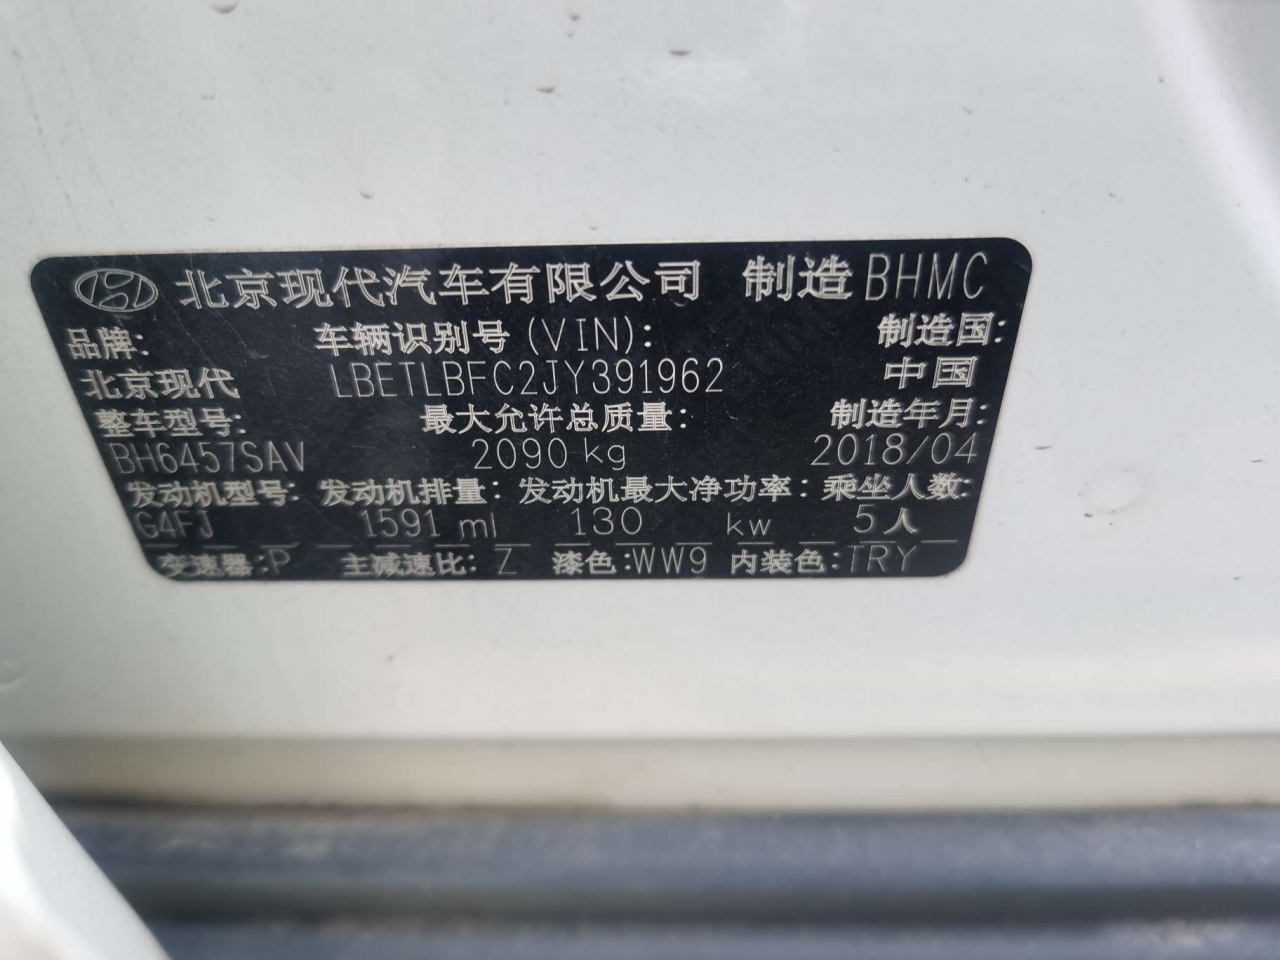 北京现代汽车有限公司 制造 BHMC
品牌: 车辆识别号(VIN): 制造国:
北京现代 LBETLBFC2JY391962 中国
整车型号: 最大允许总质量: 制造年月:
BH6457SAV 2090 kg 2018/04
发动机型号: 发动机排量: 发动机最大净功率: 乘坐人数:
G4FJ 1591 ml 130 kw 5人
变速器:P 主减速比: Z 漆色:WW9 内装色:TRY